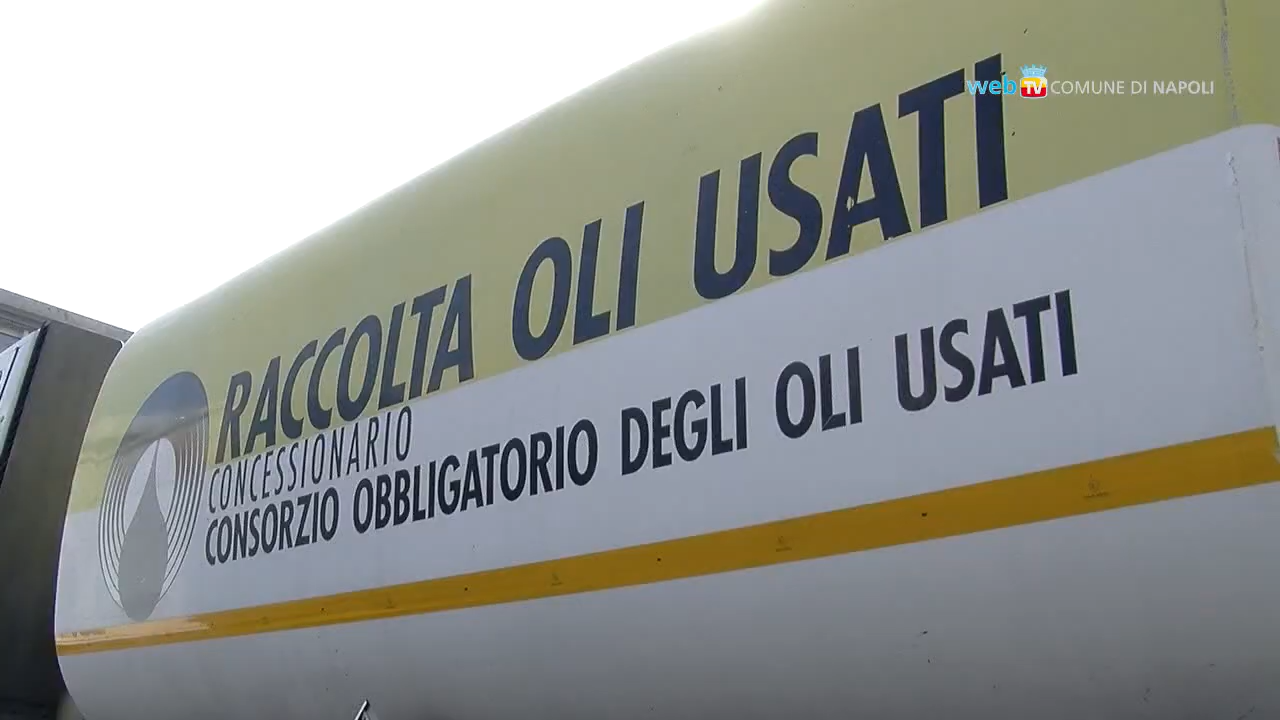 web TV COMUNE DI NAPOLI
RACCOLTA OLI USATI
CONCESSIONARIO
CONSORZIO OBBLIGATORIO DEGLI OLI USATI